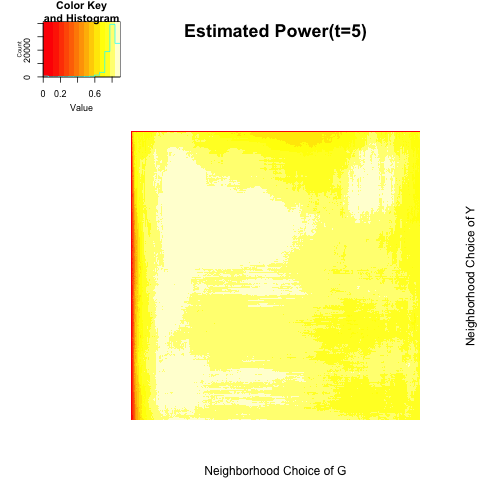 Color Key
and Histogram
Estimated Power(t=5)
Count
0 20000
0 0.2 0.6
Value
Neighborhood Choice of Y
Neighborhood Choice of G